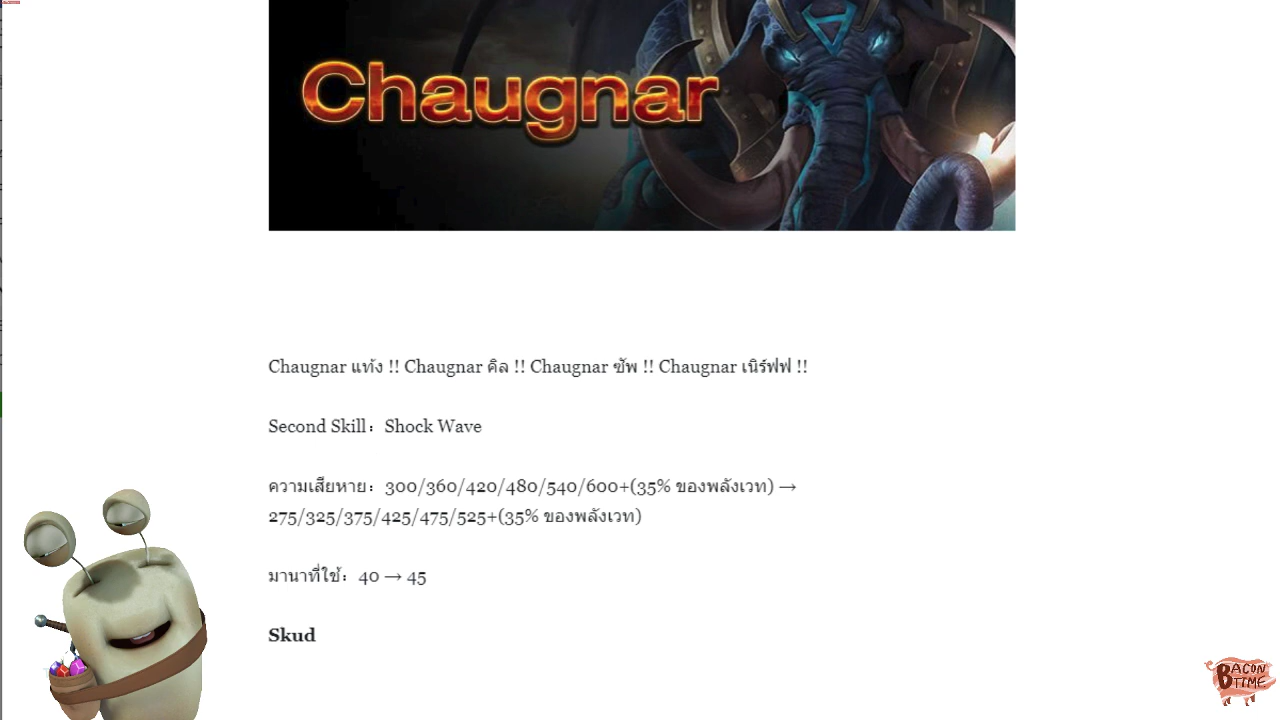 Chaugnar
Chaugnar แท้ง !! Chaugnar คิล !! Chaugnar ซัพ !! Chaugnar เนิร์ฟฟ !!
Second Skill：Shock Wave
ความเสียหาย：300/360/420/480/540/600+(35% ของพลังเวท) →
275/325/375/425/475/525+(35% ของพลังเวท)
มานาที่ใช้：40 → 45
Skud
BACON
TIME